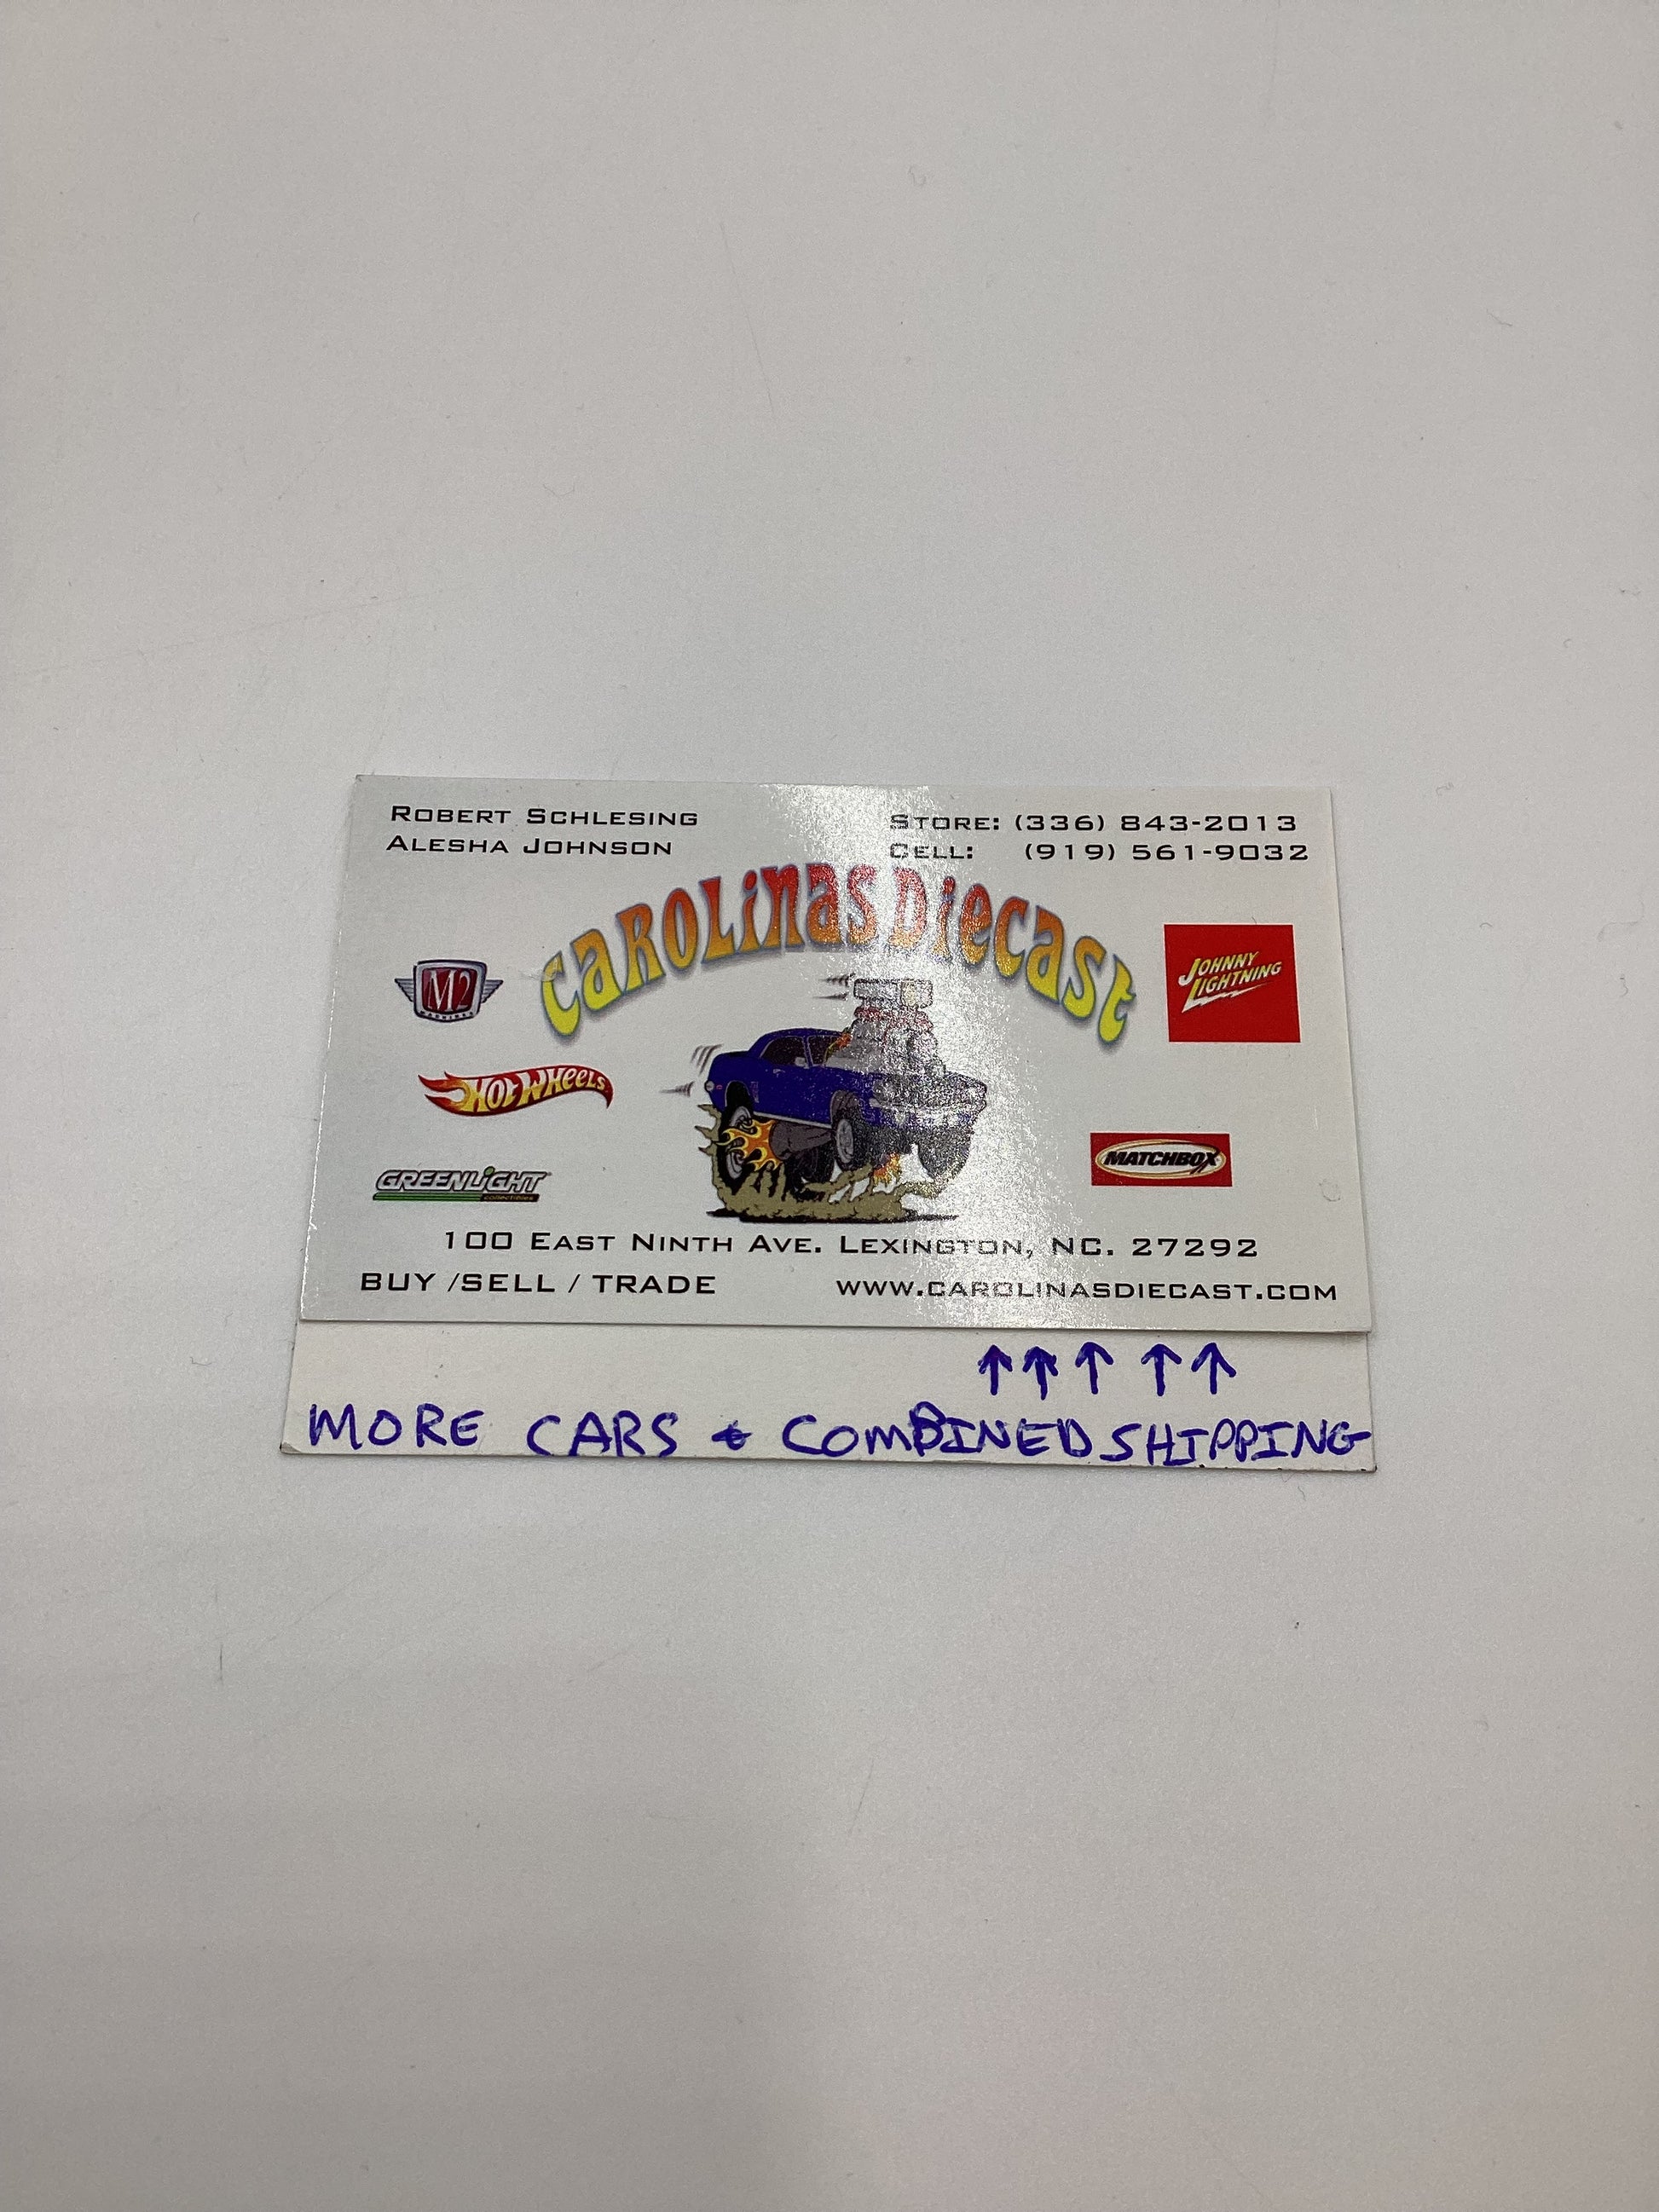 ROBERT SCHLESING
ALESHA JOHNSON
STORE: (336) 843-2013
CELL: (919) 561-9032
CAROLINAS DIECAST
M2
MACHINES
JOHNNY
LIGHTNING
HOT WHEELS
MATCHBOX
GREENLIGHT
collectibles
100 EAST NINTH AVE. LEXINGTON, NC. 27292
BUY /SELL / TRADE
WWW.CAROLINASDIECAST.COM
↑↑↑ ↑↑
MORE CARS & COMBINED SHIPPING